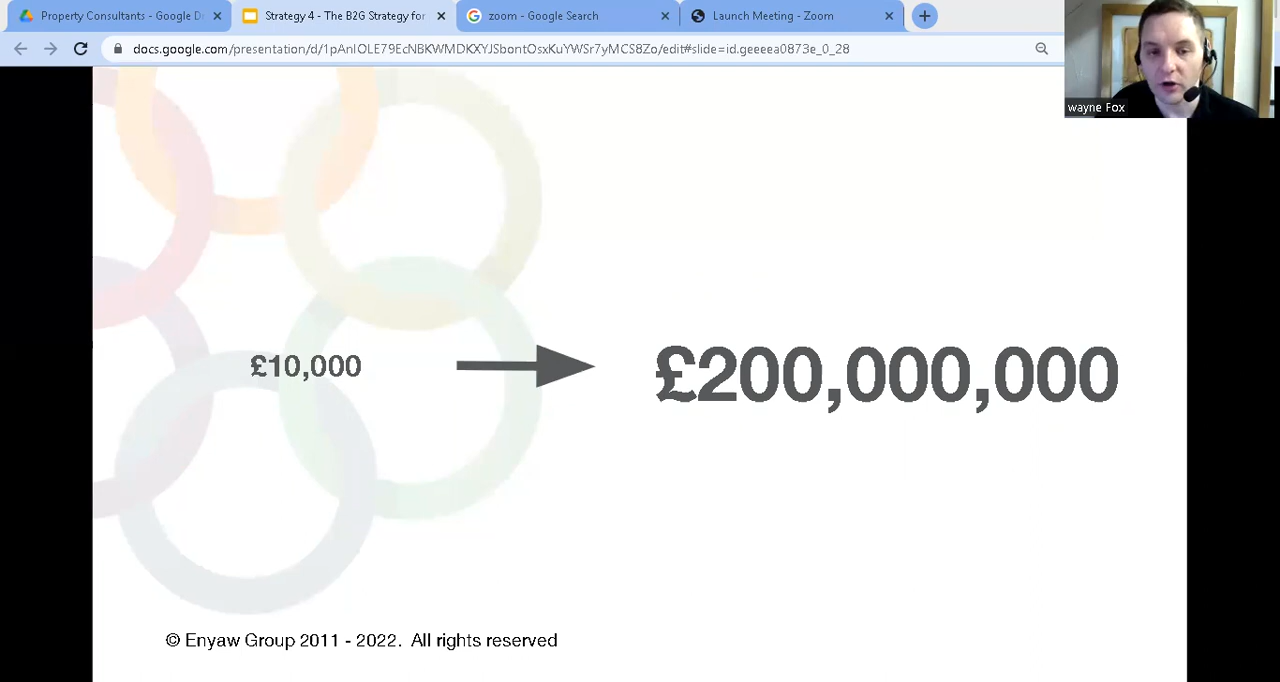 Property Consultants - Google D
Strategy 4 - The B2G Strategy for
zoom - Google Search
Launch Meeting - Zoom
docs.google.com/presentation/d/1pAnlOLE79EcNBKWMDKXYJSbontOsxKuYWSr7yMCS8Zo/edit#slide=id.geeeea0873e_0_28
wayne Fox
£10,000
£200,000,000
© Enyaw Group 2011 - 2022. All rights reserved